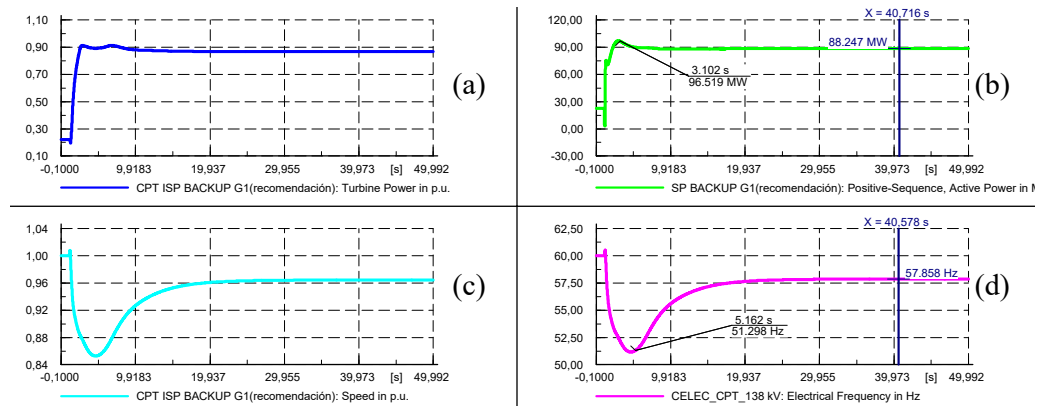 1,10
0,90
0,70
0,50
0,30
0,10
-0,1000 9,9183 19,937 29,955 39,973 [s] 49,992
CPT ISP BACKUP G1(recomendación): Turbine Power in p.u.
(a)
X = 40,716 s
120,00
90,00
60,00
30,00
0,00
-30,00
88.247 MW
3.102 s
96.519 MW
-0,1000 9,9183 19,937 29,955 39,973 [s] 49,992
SP BACKUP G1(recomendación): Positive-Sequence, Active Power in M
(b)
1,04
1,00
0,96
0,92
0,88
0,84
-0,1000 9,9183 19,937 29,955 39,973 [s] 49,992
CPT ISP BACKUP G1(recomendación): Speed in p.u.
(c)
X = 40,578 s
62,50
60,00
57,50
55,00
52,50
50,00
57.858 Hz
5.162 s
51.298 Hz
-0,1000 9,9183 19,937 29,955 39,973 [s] 49,992
CELEC_CPT_138 kV: Electrical Frequency in Hz
(d)